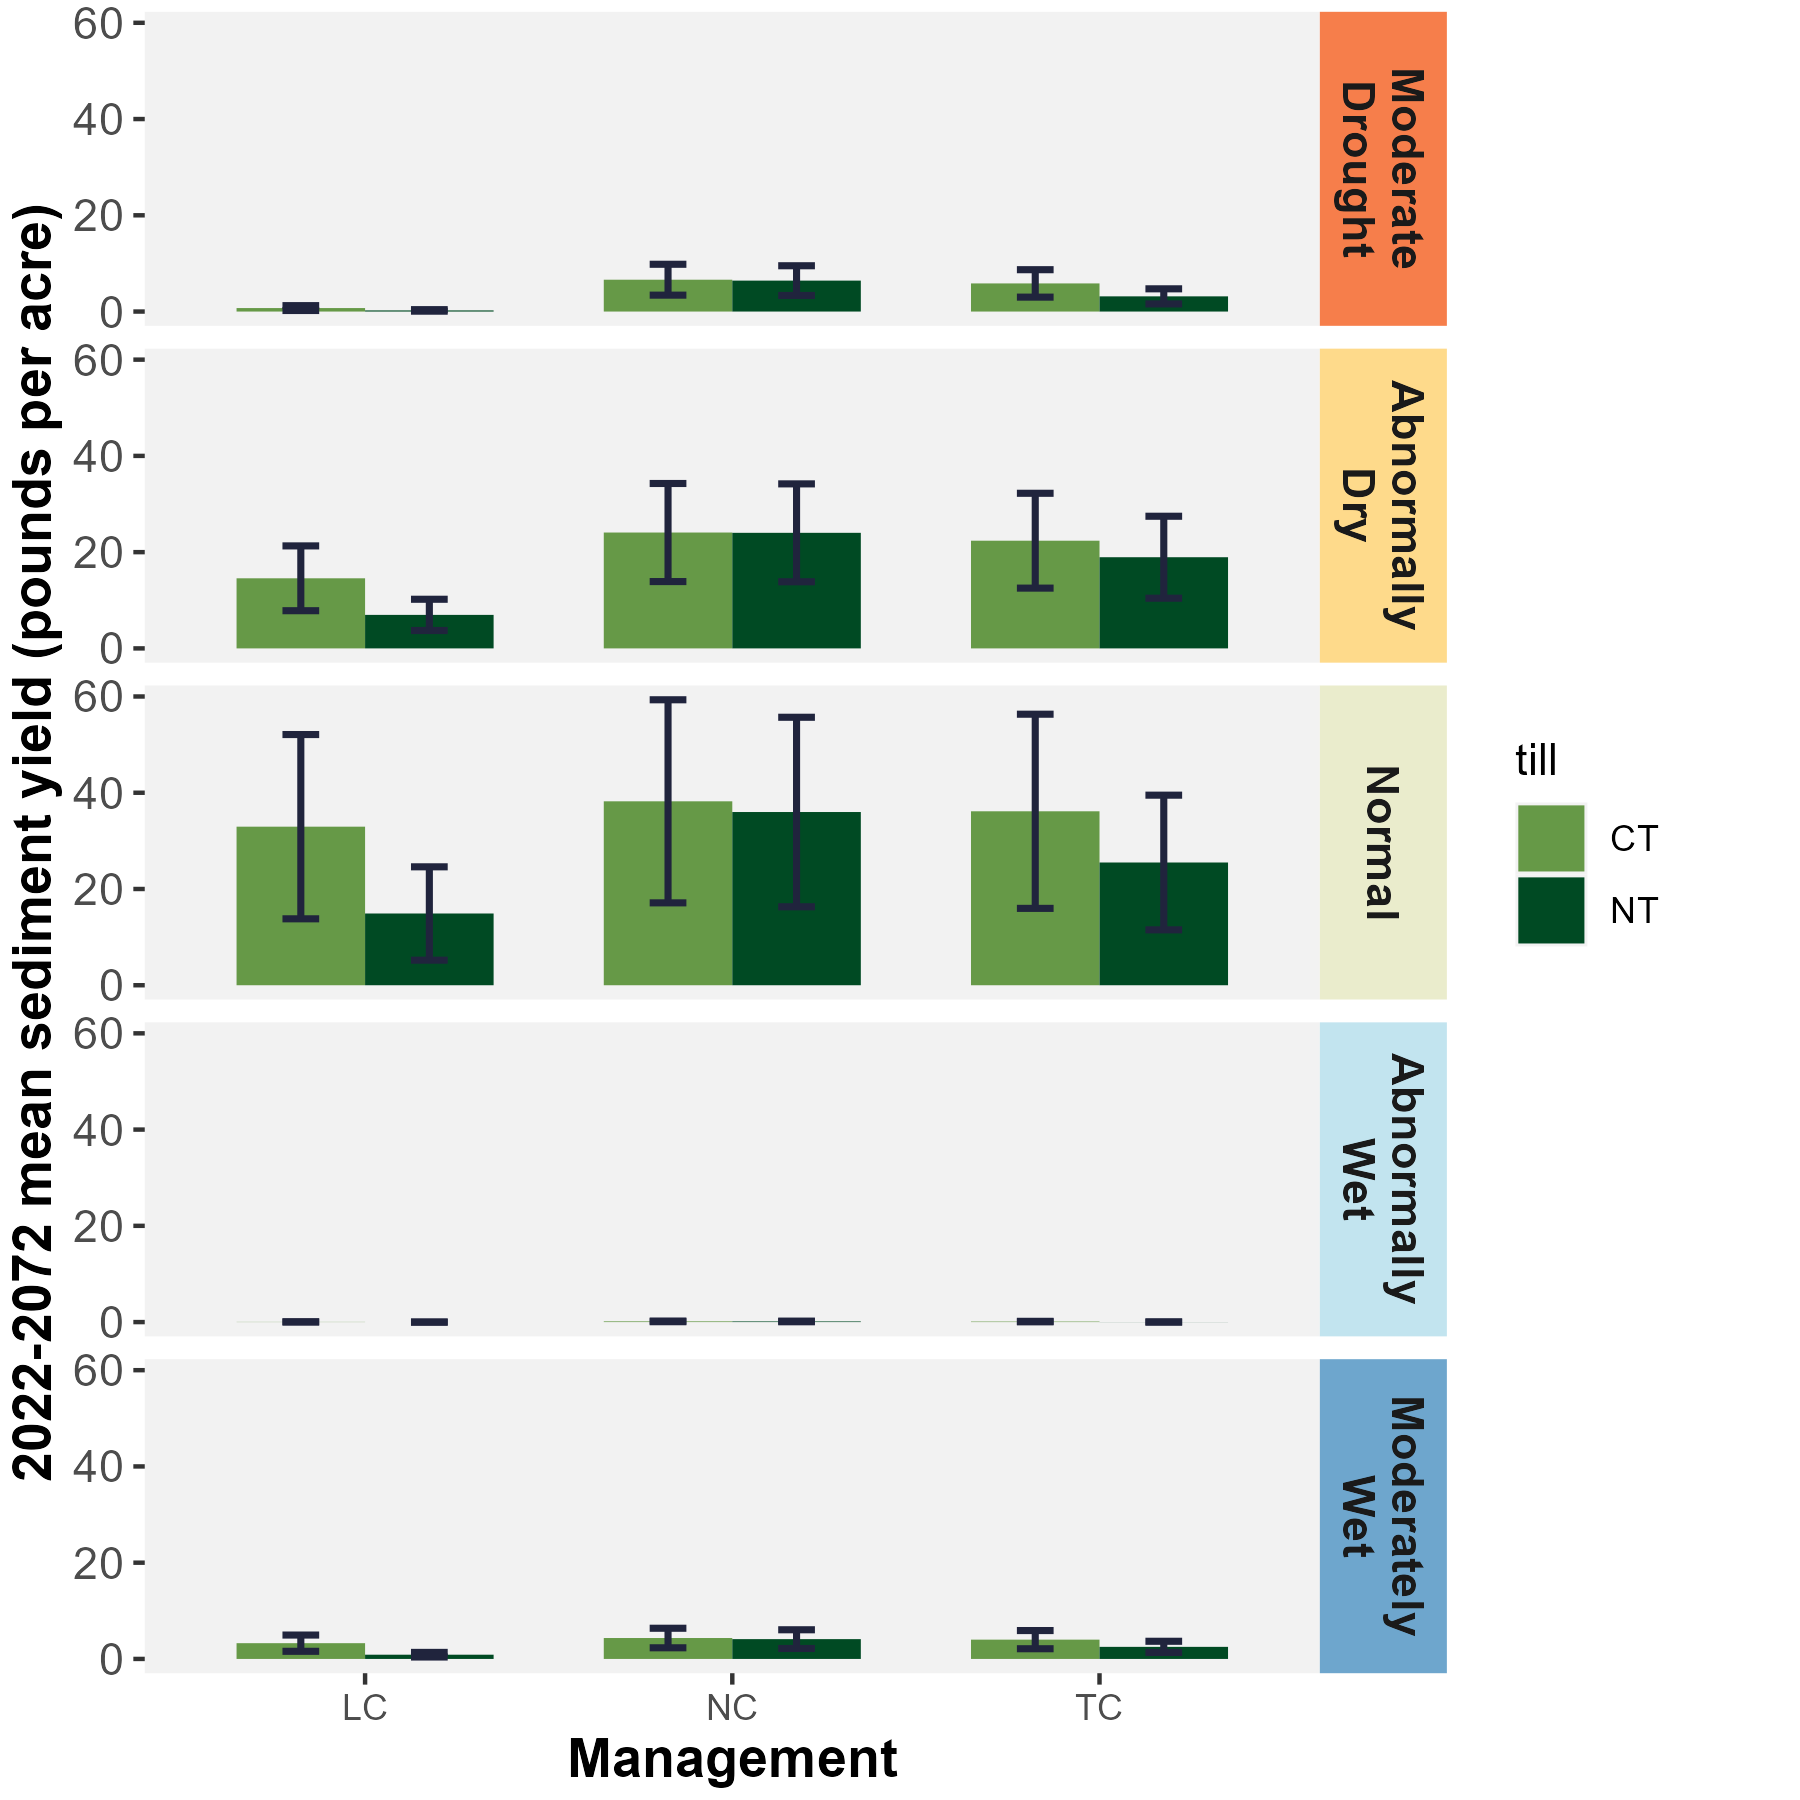 2022-2072 mean sediment yield (pounds per acre)
60
40
20
0
Moderate
Drought
60
40
20
0
Abnormally
Dry
60
40
20
0
Normal
60
40
20
0
Abnormally
Wet
60
40
20
0
Moderately
Wet
LC NC TC
Management
till
CT
NT